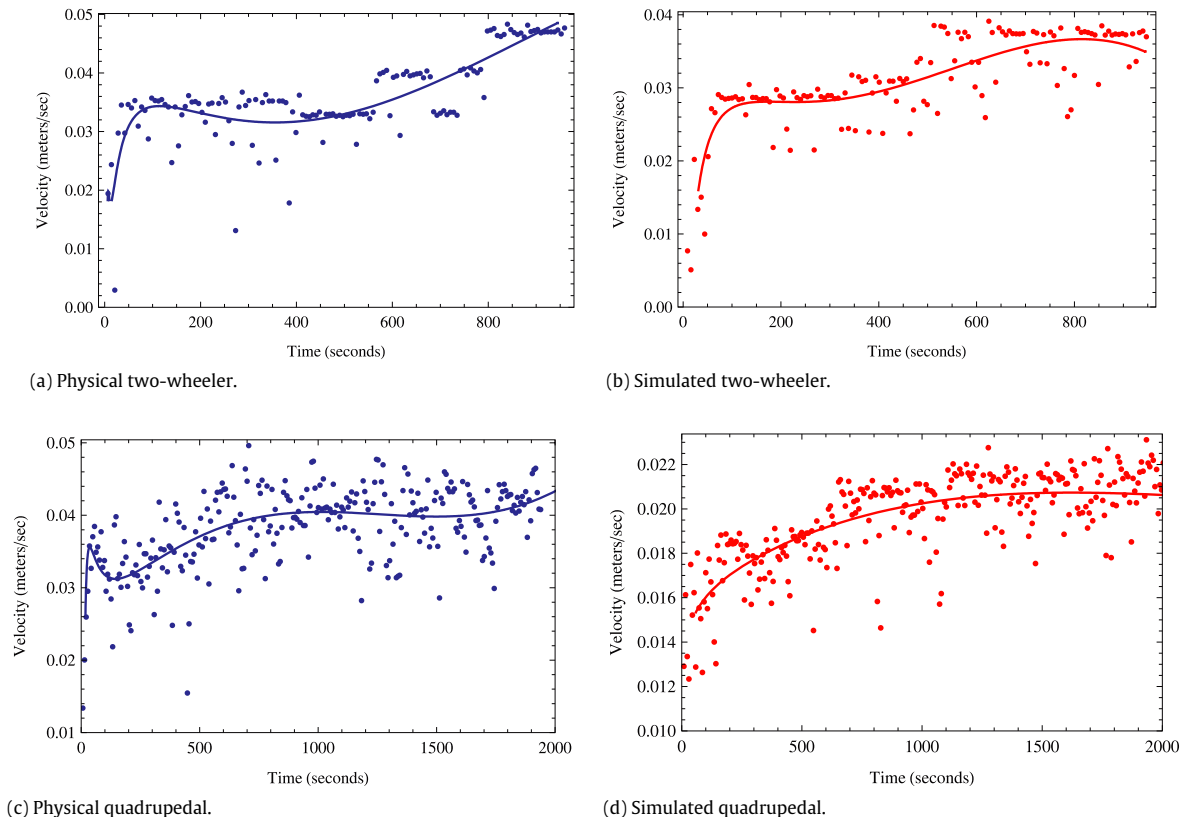 0.05
0.04
0.03
0.02
0.01
0.00
Velocity (meters/sec)
0 200 400 600 800
Time (seconds)
(a) Physical two-wheeler.
0.04
0.03
0.02
0.01
0.00
Velocity (meters/sec)
0 200 400 600 800
Time (seconds)
(b) Simulated two-wheeler.
0.05
0.04
0.03
0.02
0.01
Velocity (meters/sec)
0 500 1000 1500 2000
Time (seconds)
(c) Physical quadrupedal.
0.022
0.020
0.018
0.016
0.014
0.012
0.010
Velocity (meters/sec)
0 500 1000 1500 2000
Time (seconds)
(d) Simulated quadrupedal.